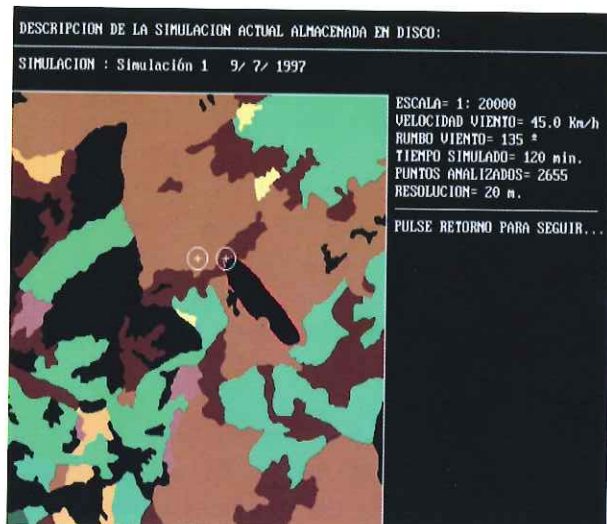 DESCRIPCION DE LA SIMULACION ACTUAL ALMACENADA EN DISCO:
SIMULACION : Simulación 1 9/ 7/ 1997
ESCALA= 1: 20000
VELOCIDAD VIENTO= 45.0 Km/h
RUMBO VIENTO= 135 º
TIEMPO SIMULADO= 120 min.
PUNTOS ANALIZADOS= 2655
RESOLUCION= 20 m.
PULSE RETORNO PARA SEGUIR...